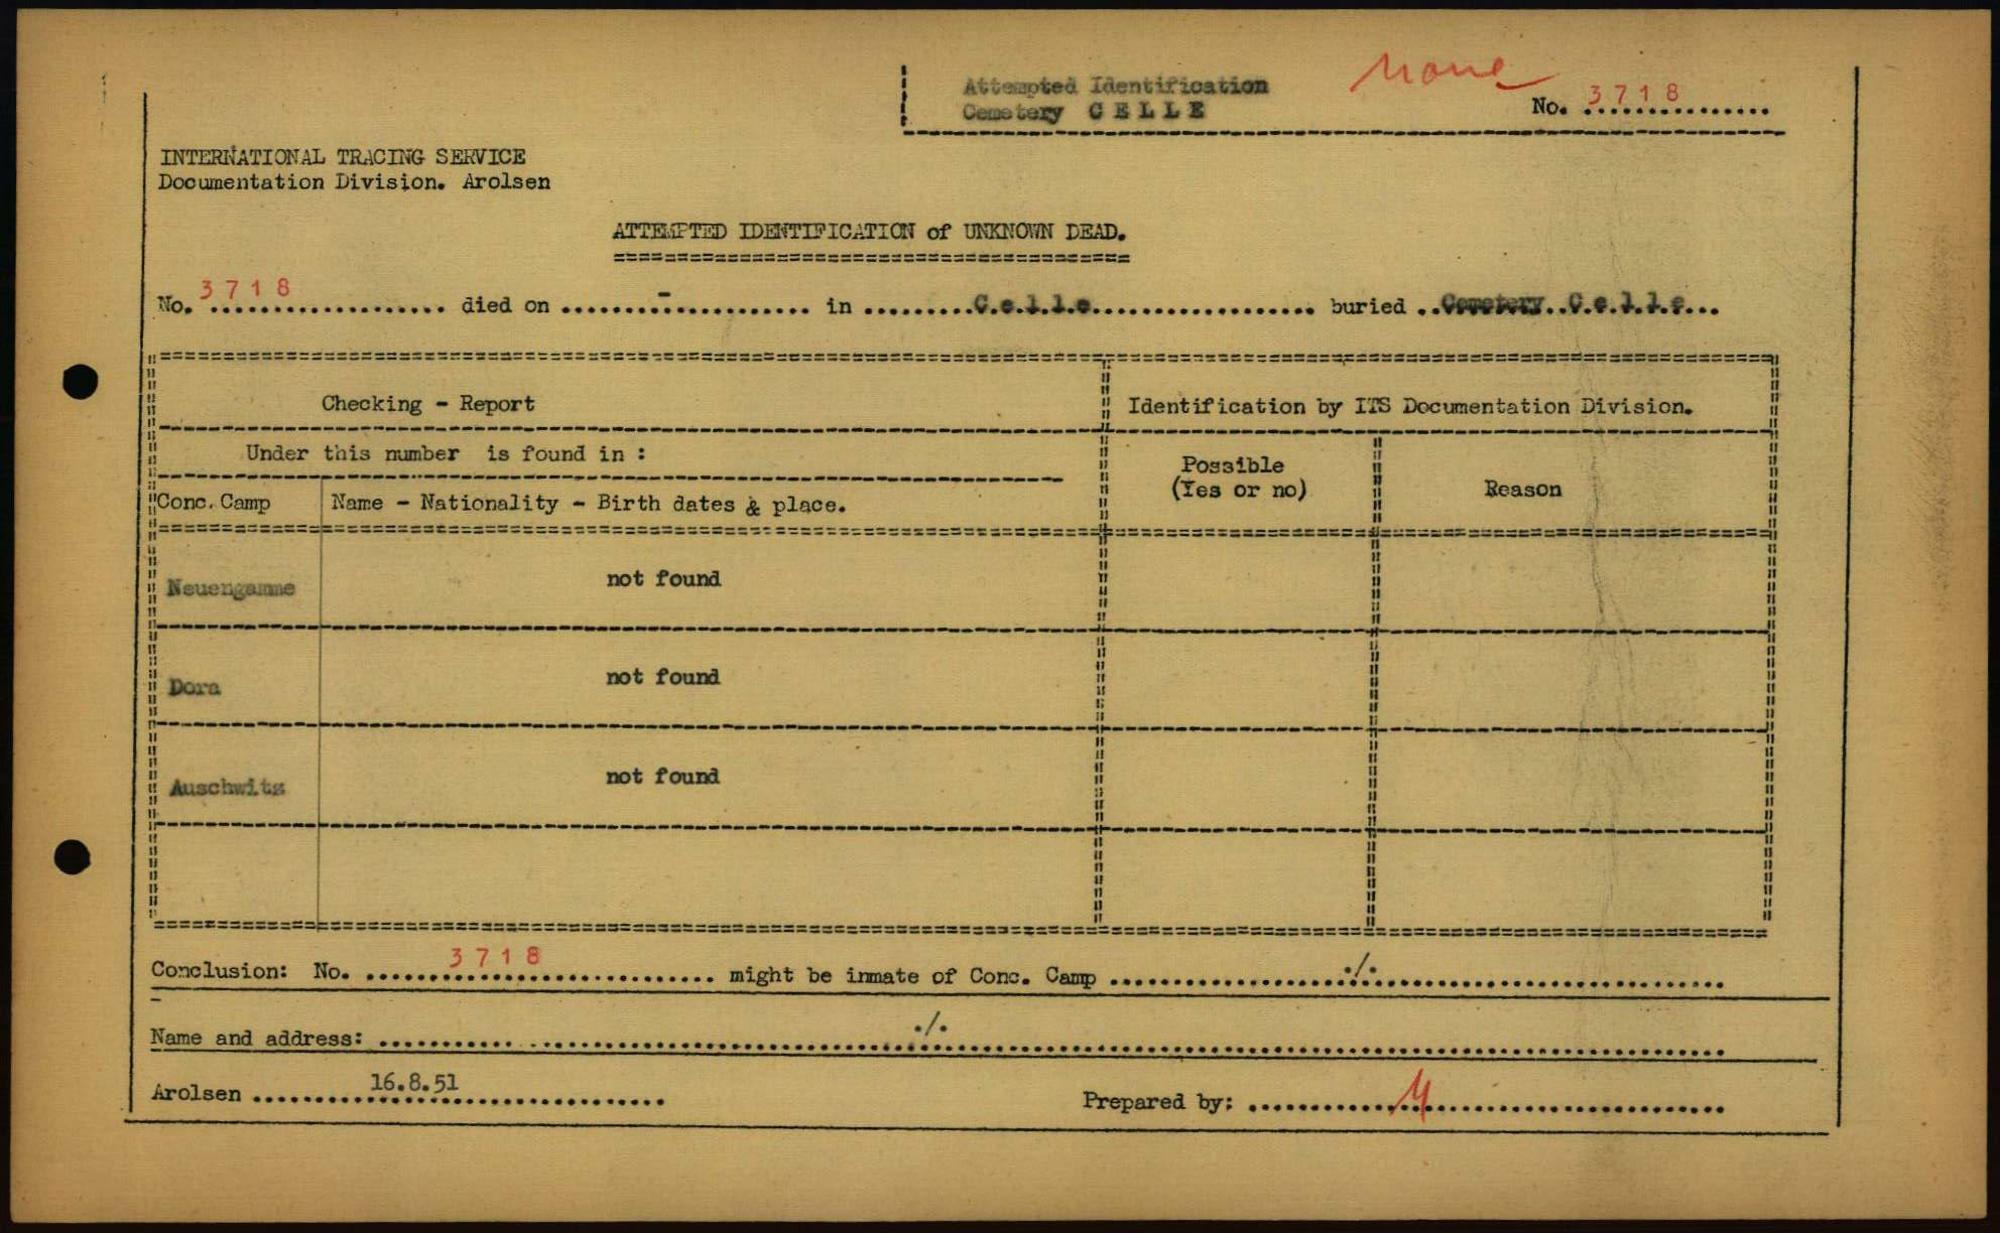 Attempted Identification
Cemetery C E L L E
None
No. 3718
INTERNATIONAL TRACING SERVICE
Documentation Division. Arolsen
ATTEMPTED IDENTIFICATION of UNKNOWN DEAD.
No. 3718 died on - in Celle buried Cemetery Celle
Checking - Report
Identification by ITS Documentation Division.
Under this number is found in :
Possible
(Yes or no)
Reason
Conc. Camp
Name - Nationality - Birth dates & place.
Neuengamme
not found
Dora
not found
Auschwitz
not found
Conclusion: No. 3718 might be inmate of Conc. Camp ./.
Name and address: ./.
Arolsen 16.8.51
Prepared by: